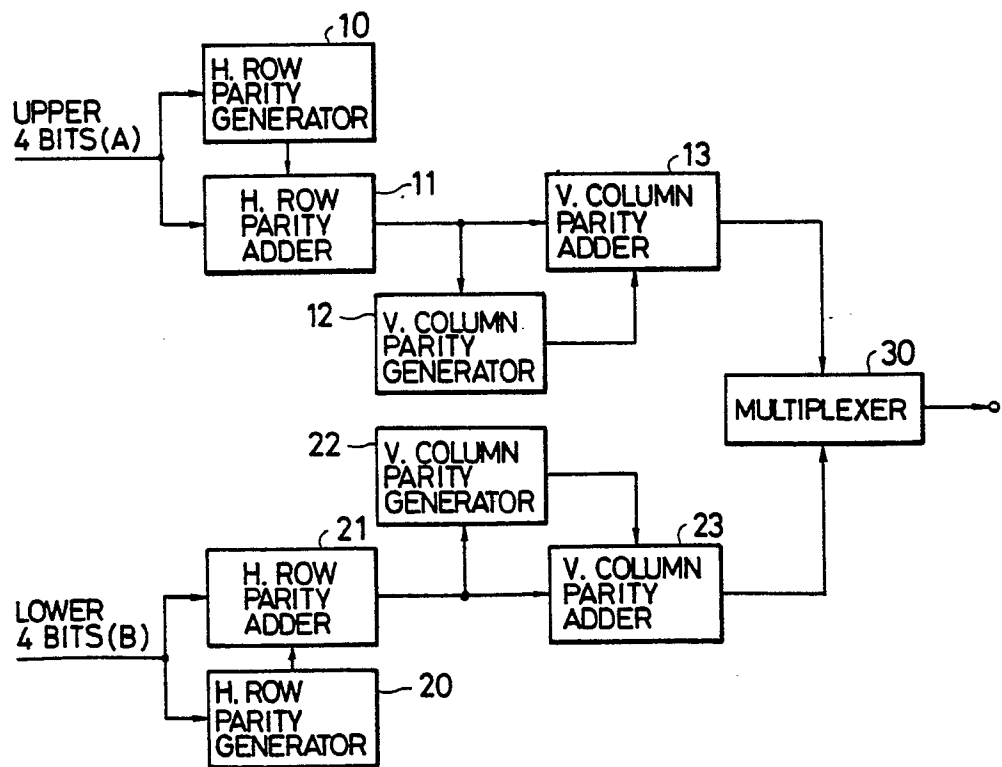 10
H. ROW
PARITY
GENERATOR
UPPER
4 BITS(A)
11
H. ROW
PARITY
ADDER
13
V. COLUMN
PARITY
ADDER
12
V. COLUMN
PARITY
GENERATOR
30
MULTIPLEXER
22
V. COLUMN
PARITY
GENERATOR
21
H. ROW
PARITY
ADDER
23
V. COLUMN
PARITY
ADDER
LOWER
4 BITS(B)
20
H. ROW
PARITY
GENERATOR